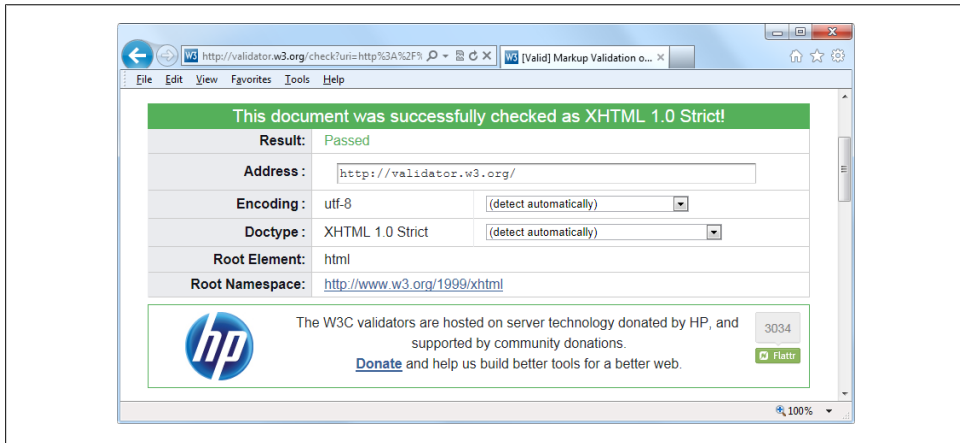 http://validator.w3.org/check?uri=http%3A%2F%
[Valid] Markup Validation o...
File Edit View Favorites Tools Help
This document was successfully checked as XHTML 1.0 Strict!
Result: Passed
Address : http://validator.w3.org/
Encoding : utf-8 (detect automatically)
Doctype : XHTML 1.0 Strict (detect automatically)
Root Element: html
Root Namespace: http://www.w3.org/1999/xhtml
hp
The W3C validators are hosted on server technology donated by HP, and
supported by community donations.
Donate and help us build better tools for a better web.
3034
Flattr
100%